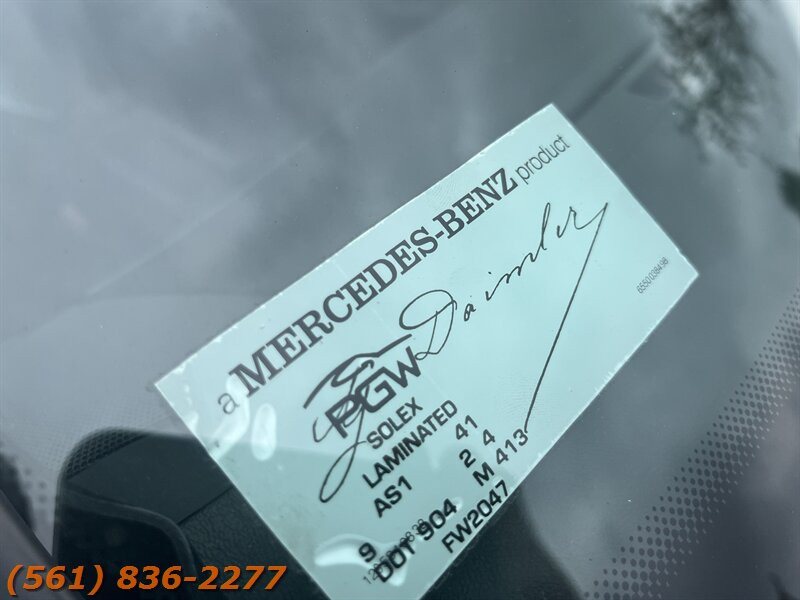 a MERCEDES-BENZ product
G Daimler
6550038498
PGW
SOLEX
LAMINATED
AS1 41
2 4
9
DOT 904 M 413
FW2047
(561) 836-2277